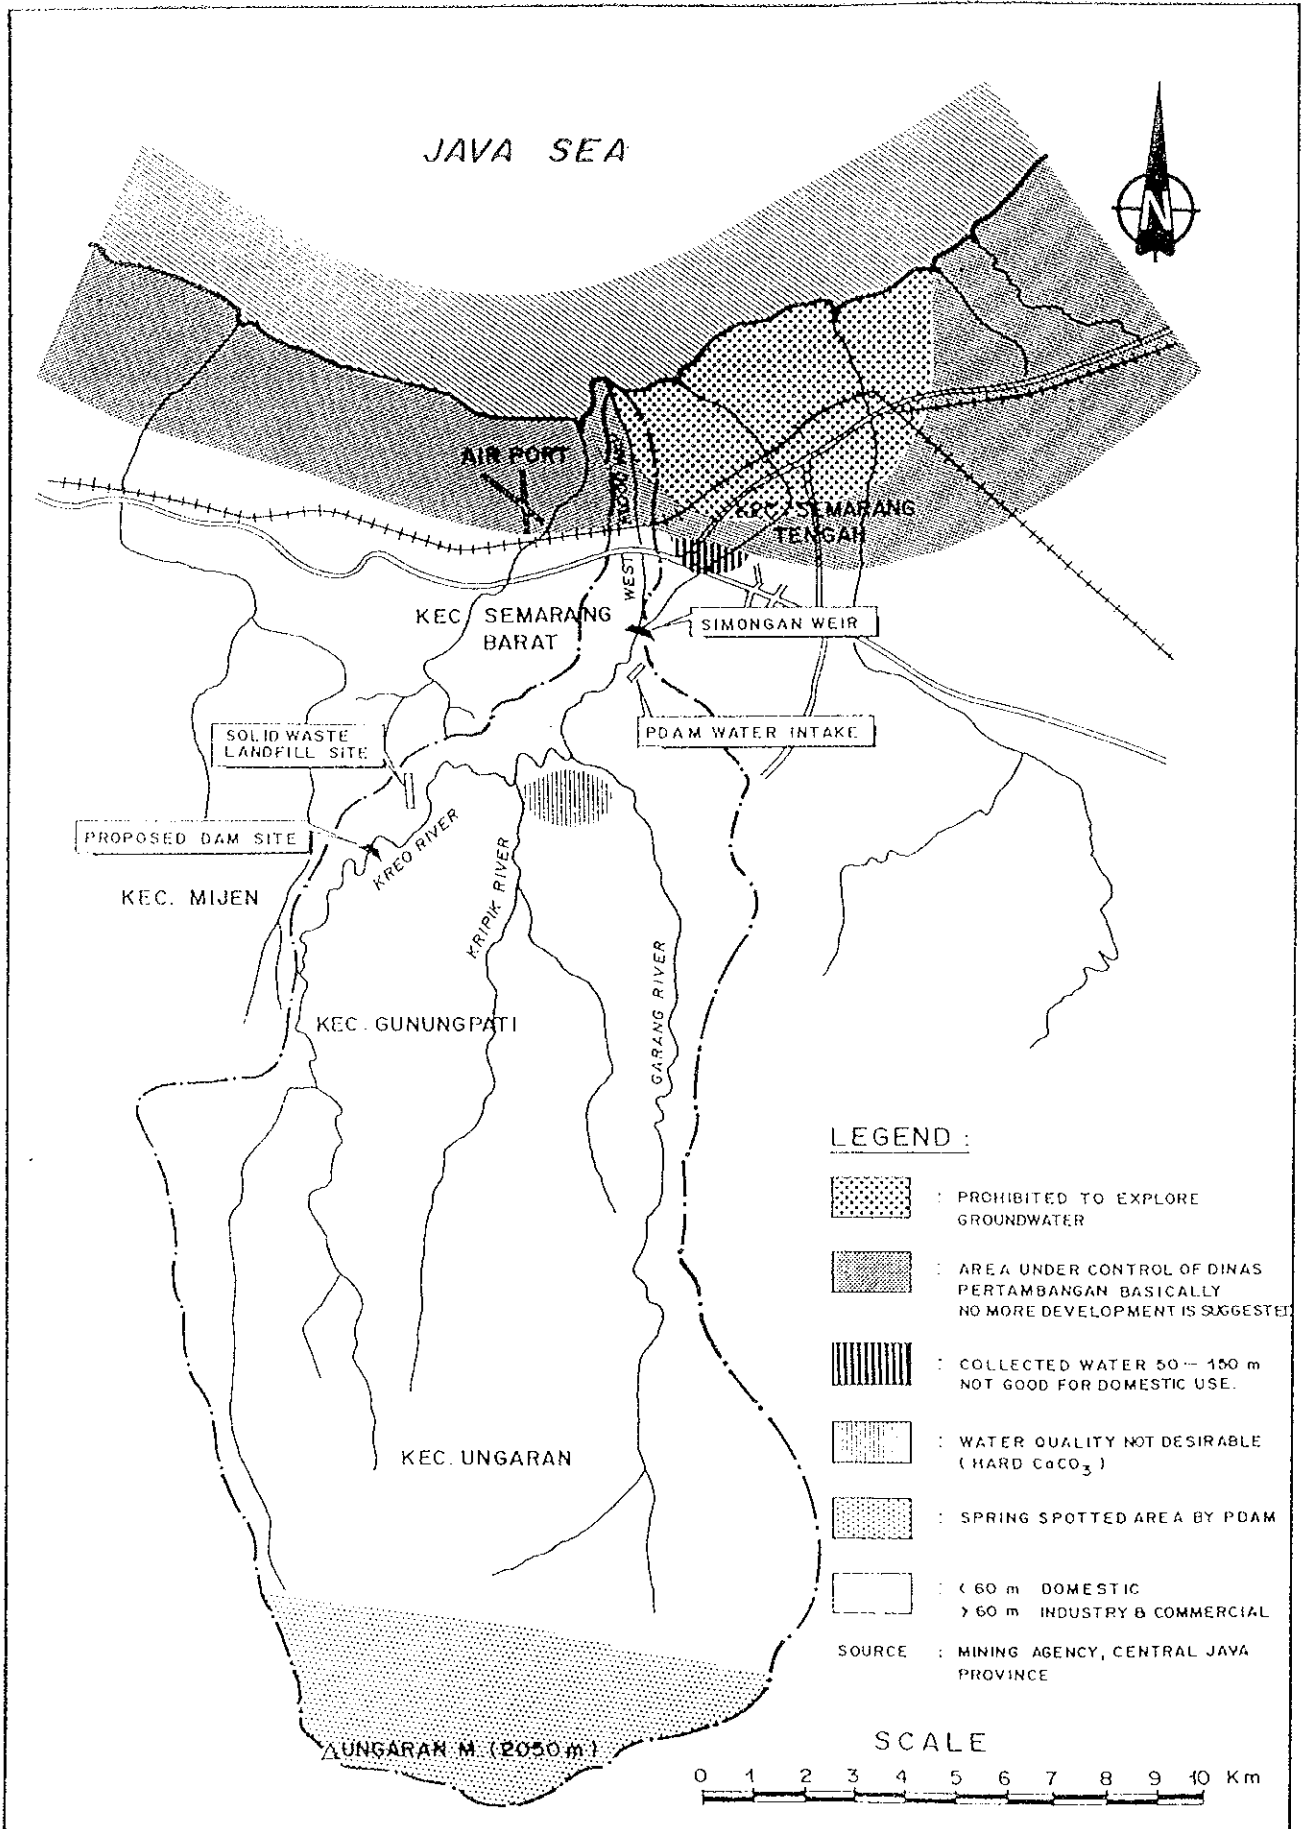 JAVA SEA
N
AIR PORT
KEC. SEMARANG
TENGAH
WEST
KEC. SEMARANG
BARAT
SIMONGAN WEIR
SOLID WASTE
LANDFILL SITE
PDAM WATER INTAKE
PROPOSED DAM SITE
KREO RIVER
KRIPIK RIVER
KEC. MIJEN
GARANG RIVER
KEC. GUNUNGPATI
LEGEND :
: PROHIBITED TO EXPLORE
GROUNDWATER
: AREA UNDER CONTROL OF DINAS
PERTAMBANGAN BASICALLY
NO MORE DEVELOPMENT IS SUGGESTED
: COLLECTED WATER 50 - 150 m
NOT GOOD FOR DOMESTIC USE.
KEC. UNGARAN
: WATER QUALITY NOT DESIRABLE
( HARD CaCO3 )
: SPRING SPOTTED AREA BY PDAM
: < 60 m DOMESTIC
> 60 m INDUSTRY & COMMERCIAL
SOURCE : MINING AGENCY, CENTRAL JAVA
PROVINCE
UNGARAN M. (2050 m)
SCALE
0 1 2 3 4 5 6 7 8 9 10 Km